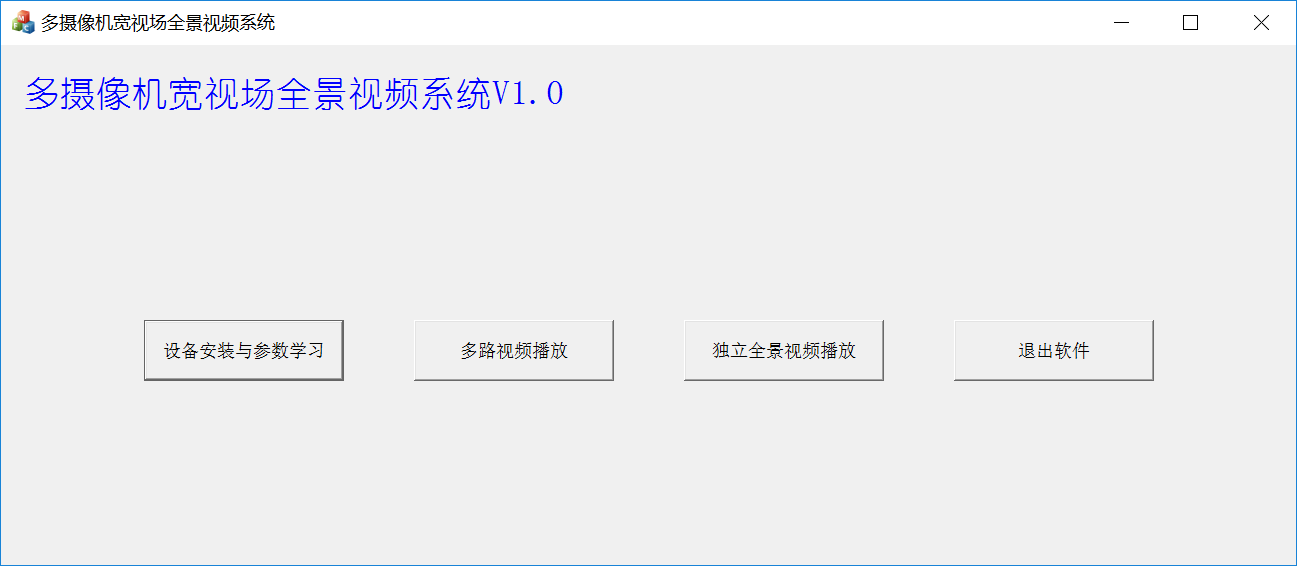 多摄像机宽视场全景视频系统
多摄像机宽视场全景视频系统V1.0
设备安装与参数学习
多路视频播放
独立全景视频播放
退出软件